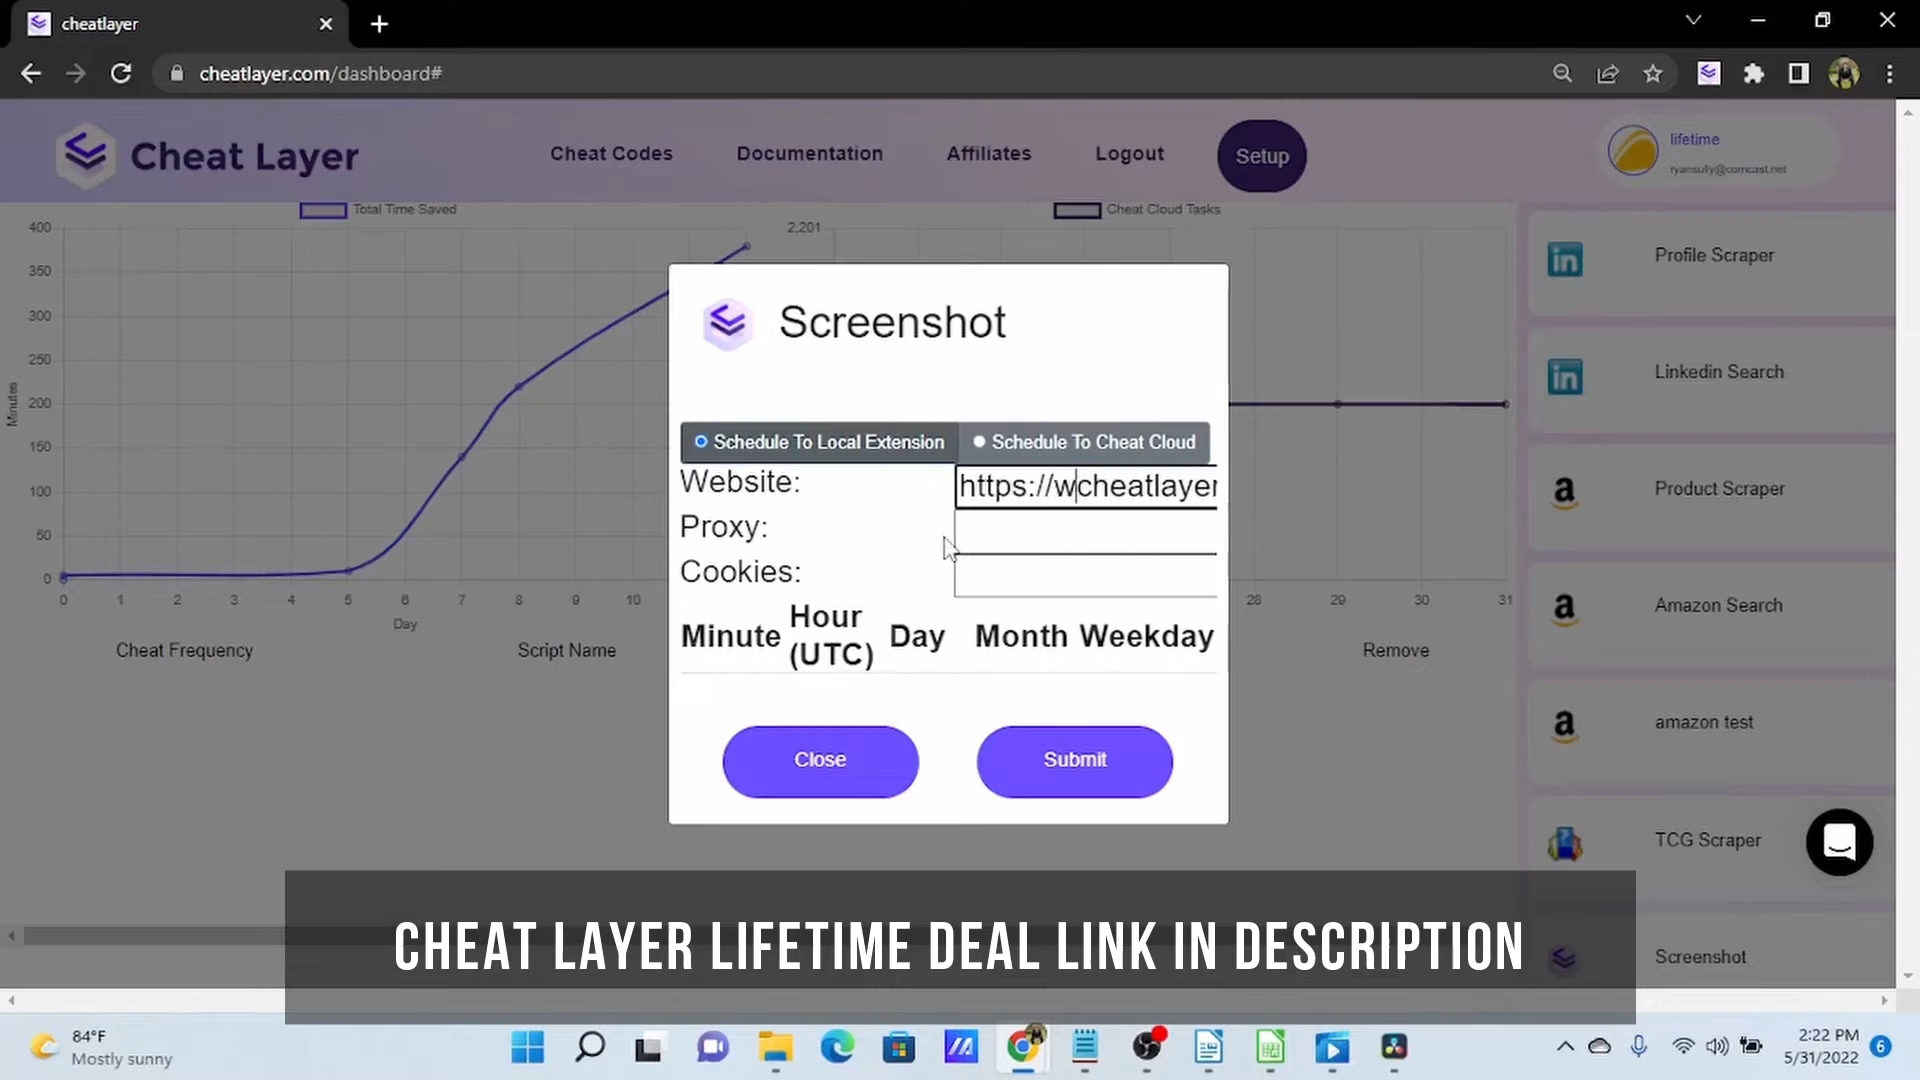 cheatlayer
cheatlayer.com/dashboard#
Cheat Layer
Cheat Codes
Documentation
Affiliates
Logout
Setup
lifetime
ryansully@comcast.net
Total Time Saved
Cheat Cloud Tasks
400
350
300
250
200
150
100
50
0
Minutes
0 1 2 3 4 5 6 7 8 9 10
Day
2,201
28 29 30 31
Cheat Frequency
Script Name
Remove
Screenshot
Schedule To Local Extension
Schedule To Cheat Cloud
Website:
https://wcheatlayer
Proxy:
Cookies:
Minute Hour (UTC) Day Month Weekday
Close
Submit
Profile Scraper
Linkedin Search
Product Scraper
Amazon Search
amazon test
TCG Scraper
Screenshot
CHEAT LAYER LIFETIME DEAL LINK IN DESCRIPTION
84°F
Mostly sunny
2:22 PM
5/31/2022
6